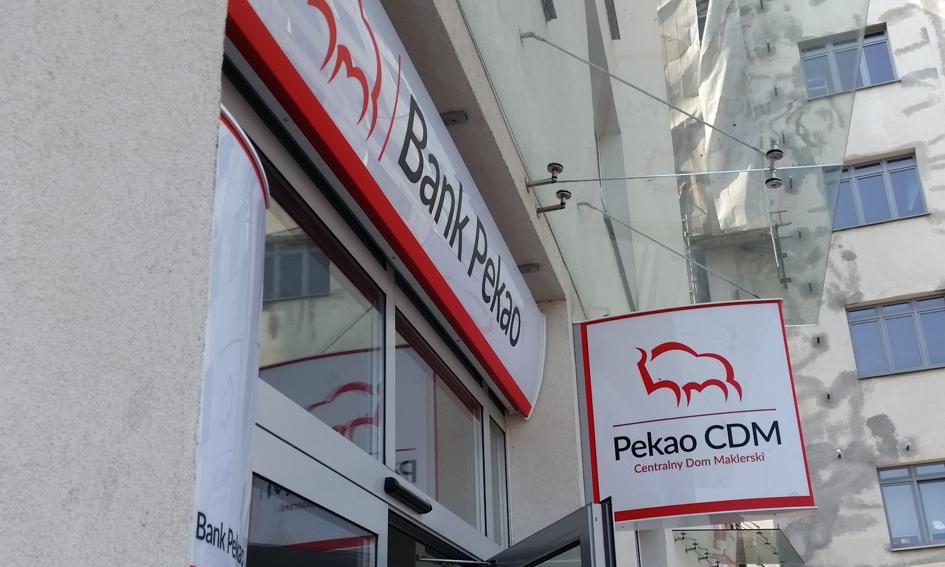 Bank Pekao
Pekao CDM
Centralny Dom Maklerski
Bank Pekao